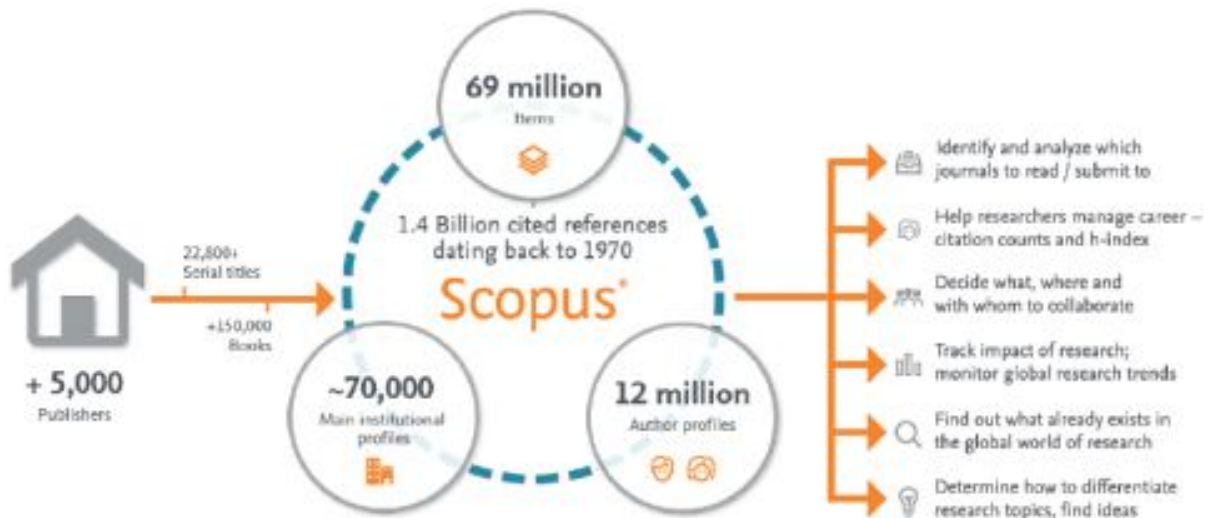 69 million
Items
1.4 Billion cited references
dating back to 1970
Scopus®
22,800+
Serial titles
+150,000
Books
+ 5,000
Publishers
~70,000
Main institutional
profiles
12 million
Author profiles
Identify and analyze which
journals to read / submit to
Help researchers manage career –
citation counts and h-index
Decide what, where and
with whom to collaborate
Track impact of research;
monitor global research trends
Find out what already exists in
the global world of research
Determine how to differentiate
research topics, find ideas